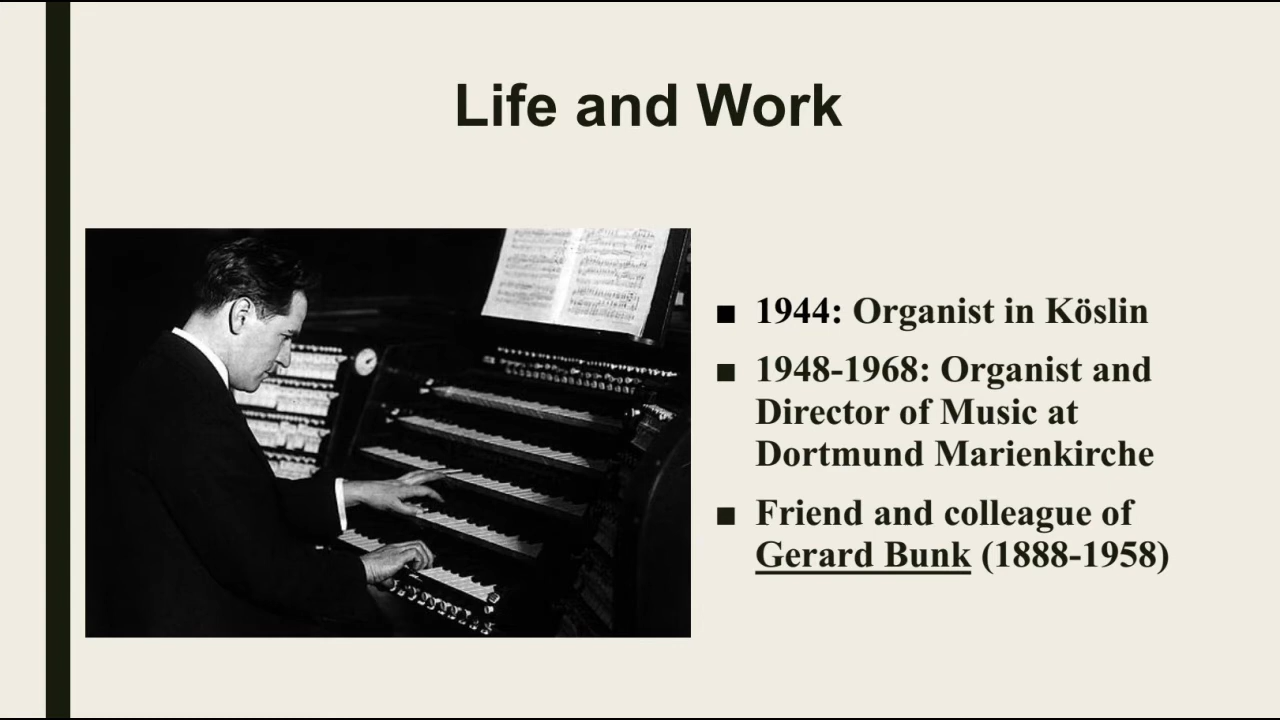 Life and Work
■ 1944: Organist in Köslin
■ 1948-1968: Organist and
Director of Music at
Dortmund Marienkirche
■ Friend and colleague of
Gerard Bunk (1888-1958)